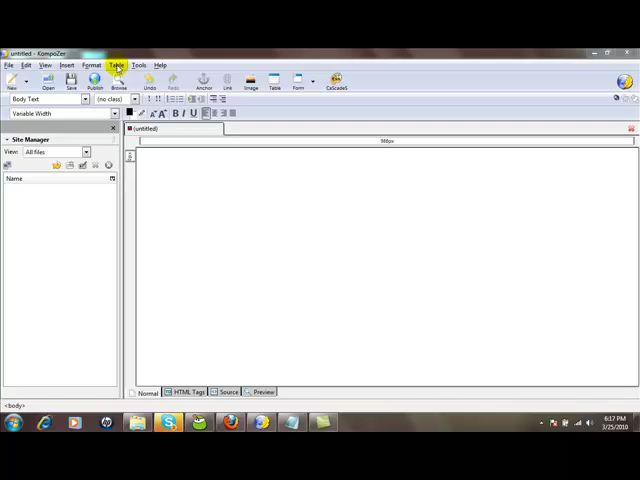 untitled - KompoZer
File Edit View Insert Format Table Tools Help
New Open Save Publish Browse Undo Redo Anchor Link Image Table Form CaScadeS
Body Text (no class)
Variable Width
Site Manager
(untitled)
View: All files
Name
Normal HTML Tags Source Preview
<body>
6:17 PM
3/25/2010